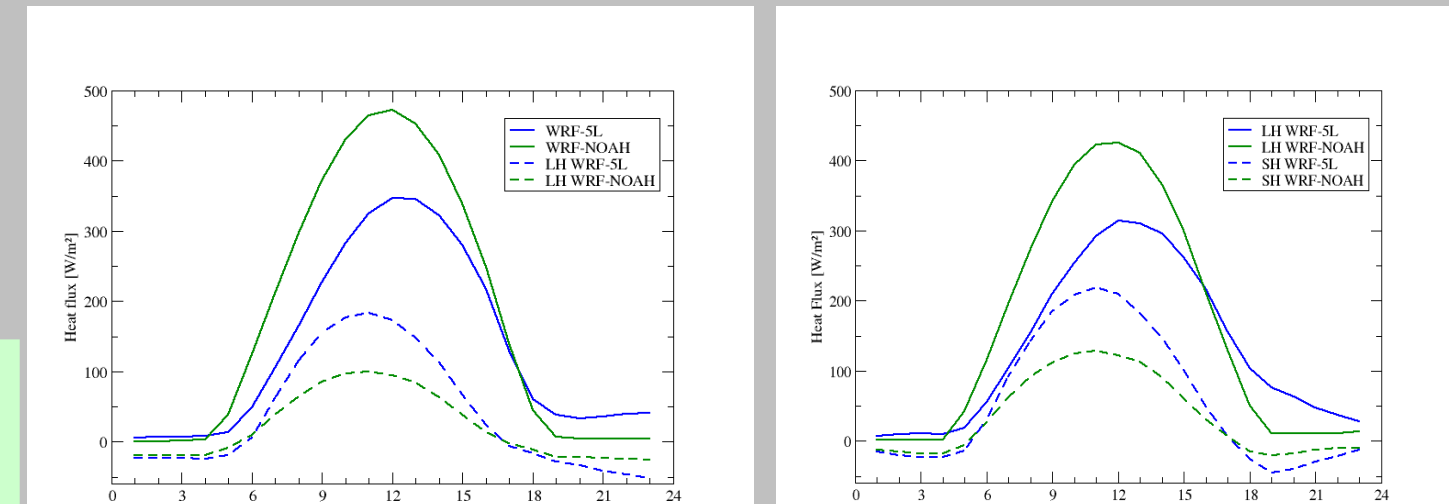 500
400
300
200
100
0
Heat flux [W/m²]
WRF-5L
WRF-NOAH
LH WRF-5L
LH WRF-NOAH
0 3 6 9 12 15 18 21 24
500
400
300
200
100
0
Heat Flux [W/m²]
LH WRF-5L
LH WRF-NOAH
SH WRF-5L
SH WRF-NOAH
0 3 6 9 12 15 18 21 24